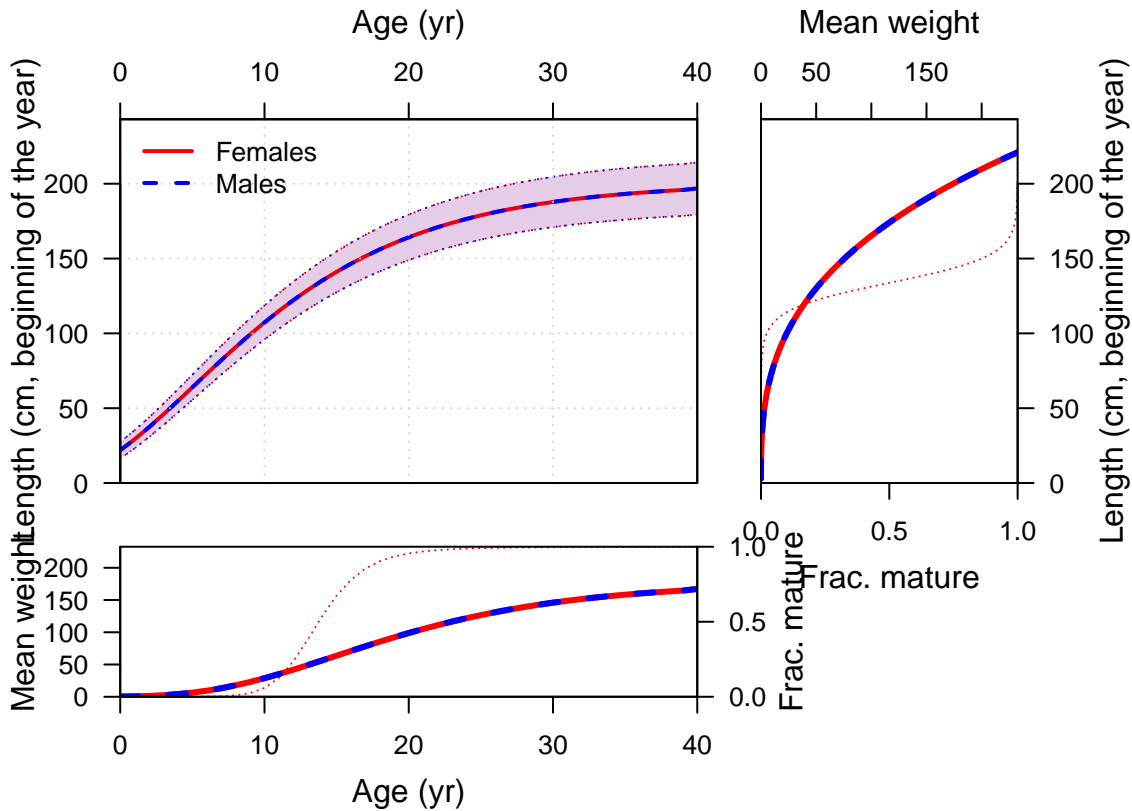 Age (yr)
0 10 20 30 40
Mean weight
0 50 150
Length (cm, beginning of the year)
200
150
100
50
0
Females
Males
200
150
100
50
0
Length (cm, beginning of the year)
0.0 0.5 1.0
Frac. mature
Mean weight
200
150
100
50
0
1.0
0.5
0.0
Frac. mature
0 10 20 30 40
Age (yr)